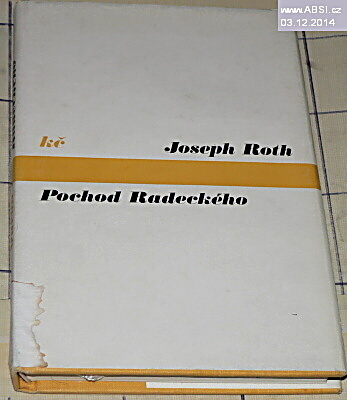 www.ABSI.cz
03.12.2014
kč Joseph Roth
Pochod Radeckého